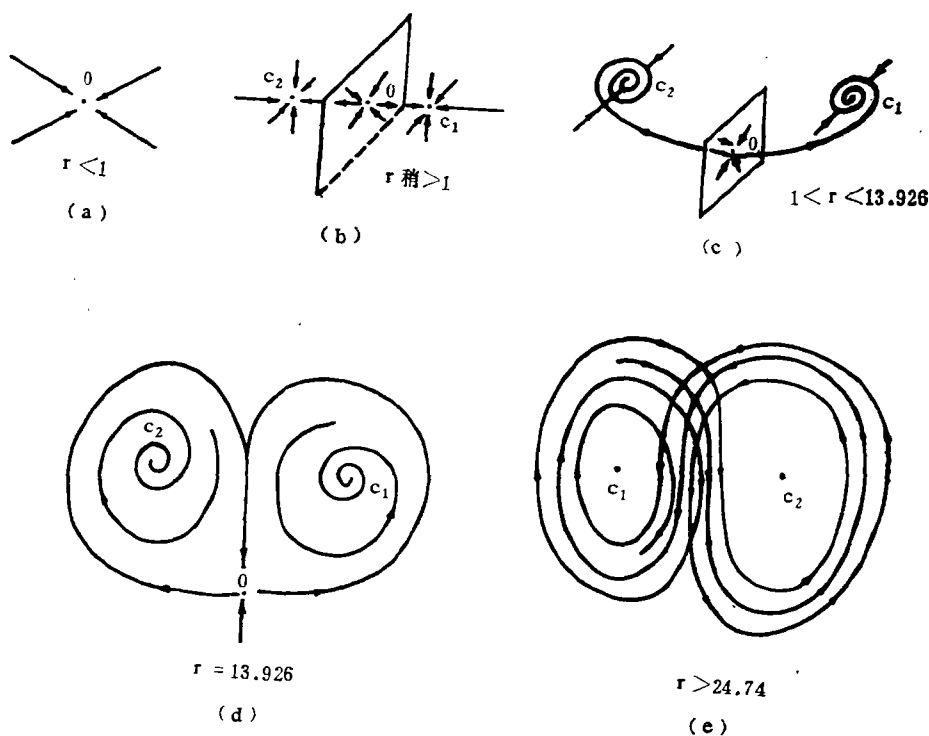 0
r<1
(a)
c₂
0
c₁
r 稍>1
(b)
c₂
c₁
0
1<r<13.926
(c)
c₂
c₁
0
r=13.926
(d)
c₁
c₂
r>24.74
(e)